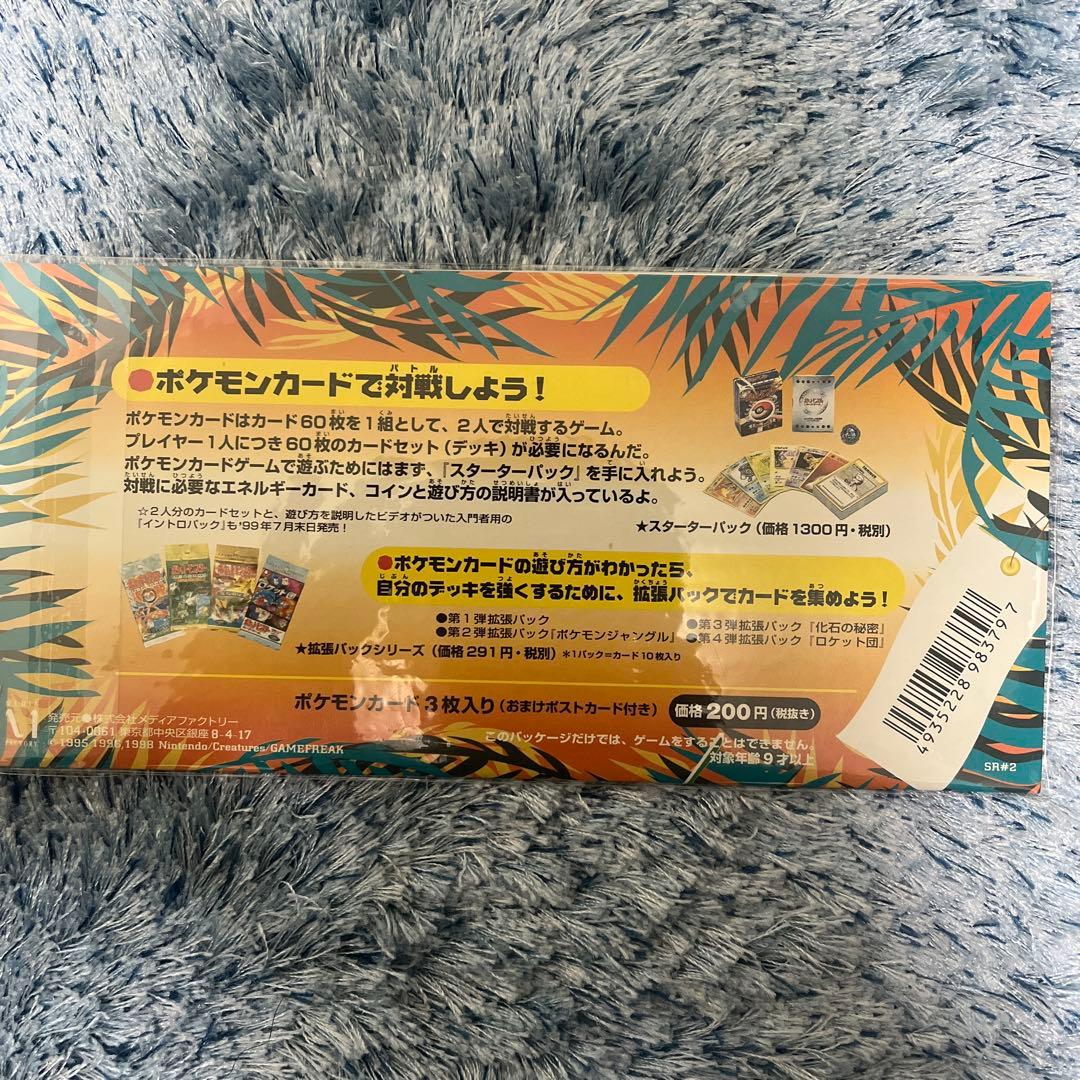 ●ポケモンカードで対戦しよう!
ポケモンカードはカード60枚を1組として、2人で対戦するゲーム。
プレイヤー1人につき60枚のカードセット(デッキ)が必要になるんだ。
ポケモンカードゲームで遊ぶためにはまず、『スターターパック』を手に入れよう。
対戦に必要なエネルギーカード、コインと遊び方の説明書が入っているよ。
☆2人分のカードセットと、遊び方を説明したビデオがついた入門者用の
『イントロパック』も'99年7月末日発売!
★スターターパック(価格1300円・税別)
●ポケモンカードの遊び方がわかったら、
自分のデッキを強くするために、拡張パックでカードを集めよう!
●第1弾拡張パック
●第2弾拡張パック『ポケモンジャングル』
●第3弾拡張パック『化石の秘密』
●第4弾拡張パック『ロケット団』
★拡張パックシリーズ(価格291円・税別) *1パック=カード10枚入り
ポケモンカード3枚入り(おまけポストカード付き) 価格200円(税抜き)
発売元●株式会社メディアファクトリー
〒104-0061 東京都中央区銀座8-4-17
©1995,1996,1998 Nintendo/Creatures/GAMEFREAK
このパッケージだけでは、ゲームをすることはできません。
対象年齢9才以上
4935228983797
SR#2